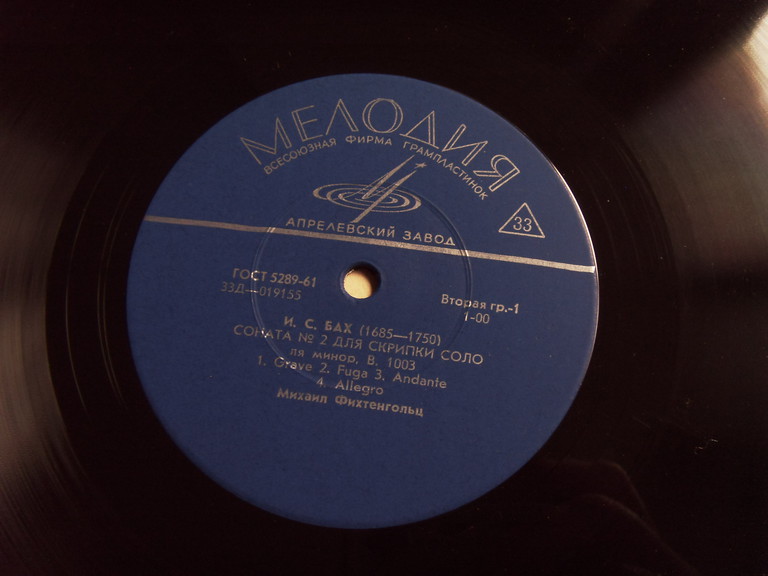 МЕЛОДИЯ
ВСЕСОЮЗНАЯ ФИРМА ГРАМПЛАСТИНОК
33
АПРЕЛЕВСКИЙ ЗАВОД
ГОСТ 5289-61
33Д—019155
Вторая гр.-1
1-00
И. С. БАХ (1685—1750)
СОНАТА № 2 ДЛЯ СКРИПКИ СОЛО
ля минор, B. 1003
1. Grave 2. Fuga 3. Andante
4. Allegro
Михаил Фихтенгольц